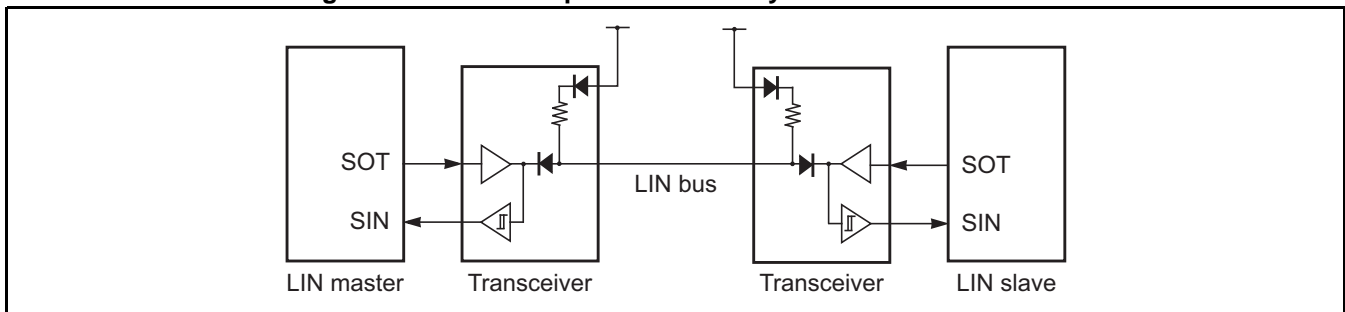 SOT
SIN
LIN bus
SOT
SIN
LIN master
Transceiver
Transceiver
LIN slave